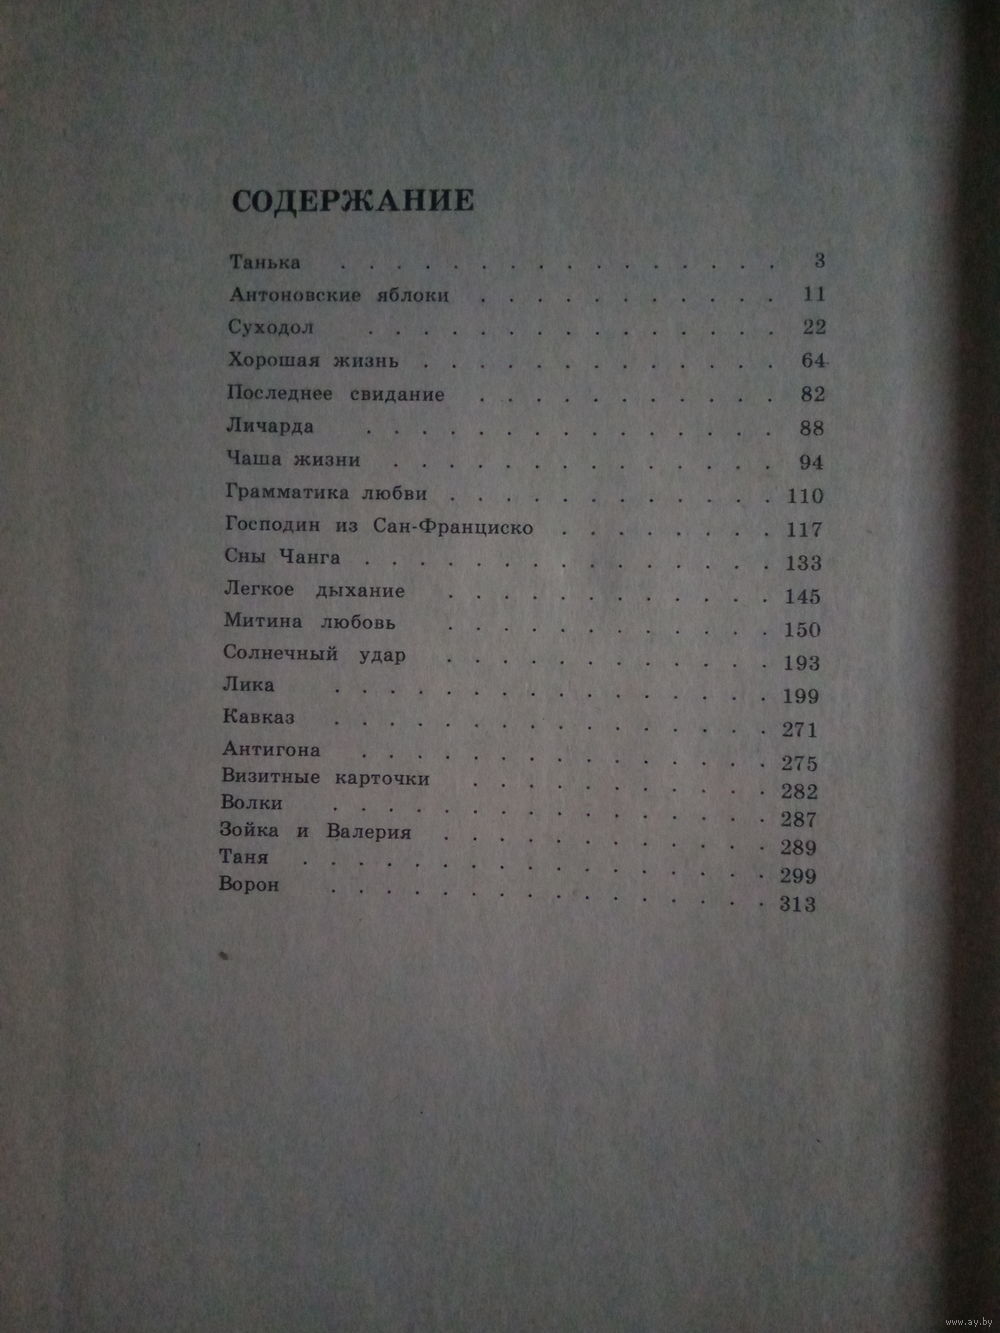 СОДЕРЖАНИЕ
Танька . . . . . . . . . . . . . . . . 3
Антоновские яблоки . . . . . . . . . . . 11
Суходол . . . . . . . . . . . . . . . 22
Хорошая жизнь . . . . . . . . . . . . . 64
Последнее свидание . . . . . . . . . . . 82
Личарда . . . . . . . . . . . . . . . 88
Чаша жизни . . . . . . . . . . . . . . 94
Грамматика любви . . . . . . . . . . . . 110
Господин из Сан-Франциско . . . . . . . . 117
Сны Чанга . . . . . . . . . . . . . . . 133
Легкое дыхание . . . . . . . . . . . . 145
Митина любовь . . . . . . . . . . . . 150
Солнечный удар . . . . . . . . . . . . 193
Лика . . . . . . . . . . . . . . . . 199
Кавказ . . . . . . . . . . . . . . . . 271
Антигона . . . . . . . . . . . . . . . 275
Визитные карточки . . . . . . . . . . . 282
Волки . . . . . . . . . . . . . . . . 287
Зойка и Валерия . . . . . . . . . . . . 289
Таня . . . . . . . . . . . . . . . . . 299
Ворон . . . . . . . . . . . . . . . . 313
www.ay.by